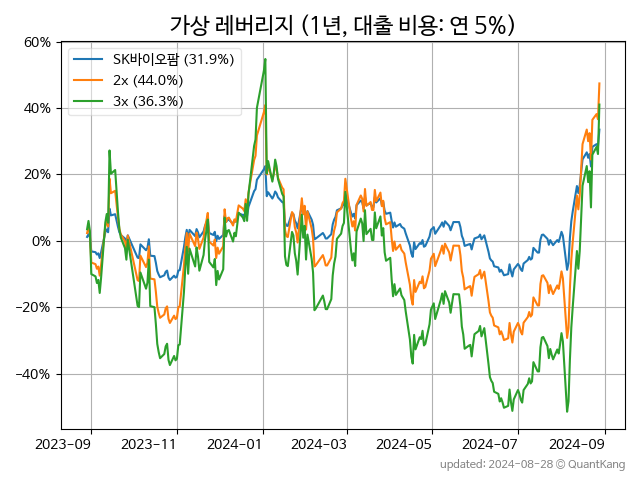 가상 레버리지 (1년, 대출 비용: 연 5%)
60%
40%
20%
0%
−20%
−40%
SK바이오팜 (31.9%)
2x (44.0%)
3x (36.3%)
2023-09
2023-11
2024-01
2024-03
2024-05
2024-07
2024-09
updated: 2024-08-28 © QuantKang